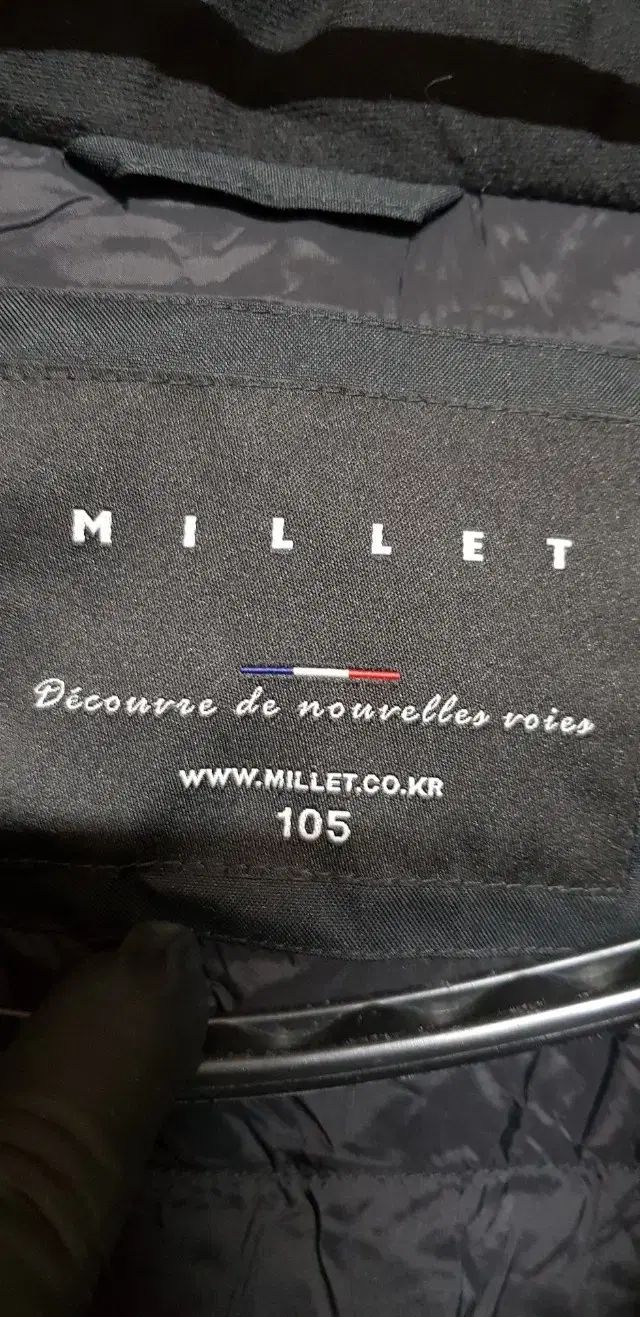 MILLET
Découvre de nouvelles voies
WWW.MILLET.CO.KR
105